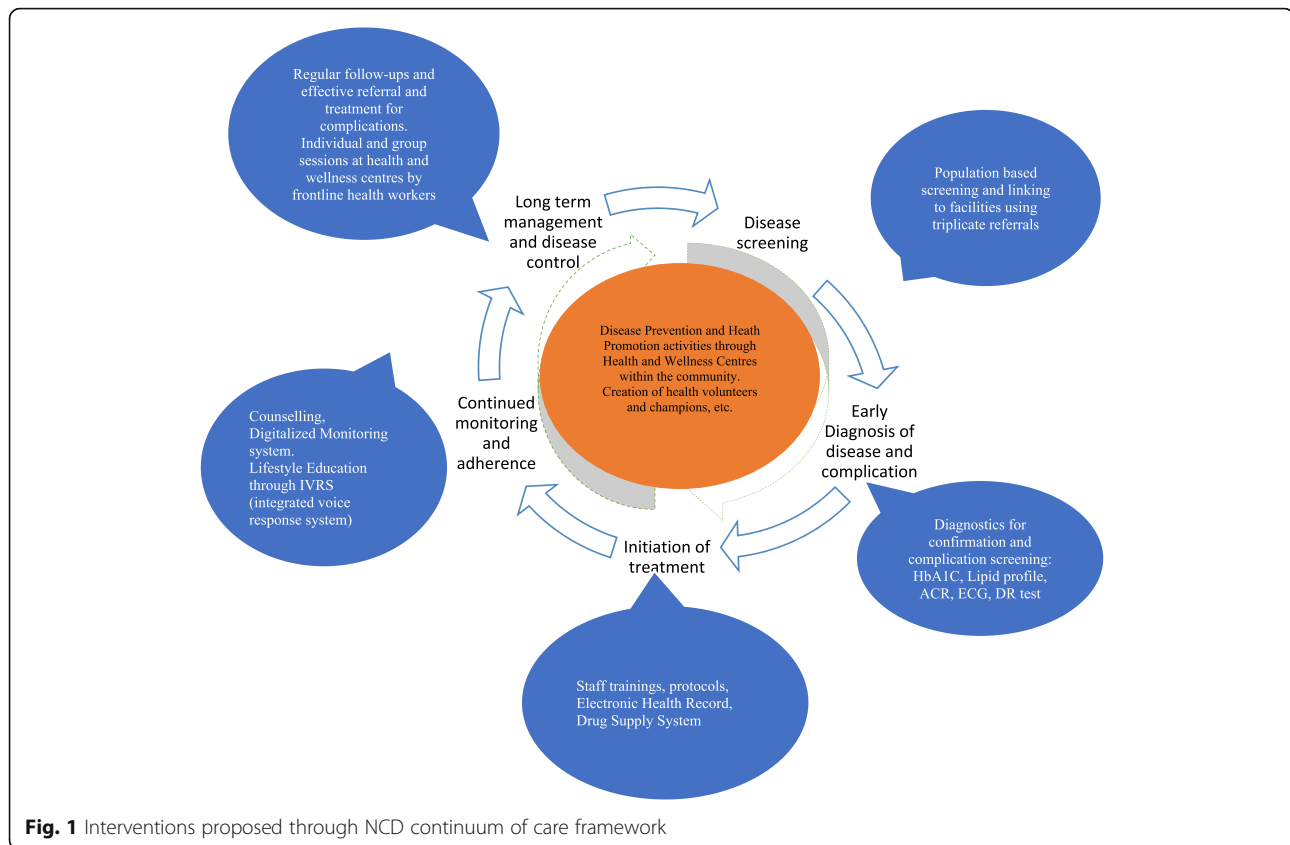 Regular follow-ups and
effective referral and
treatment for
complications.
Individual and group
sessions at health and
wellness centres by
frontline health workers
Population based
screening and linking
to facilities using
triplicate referrals
Long term
management
and disease
control
Disease
screening
Disease Prevention and Heath
Promotion activities through
Health and Wellness Centres
within the community.
Creation of health volunteers
and champions, etc.
Continued
monitoring
and
adherence
Early
Diagnosis of
disease and
complication
Counselling,
Digitalized Monitoring
system.
Lifestyle Education
through IVRS
(integrated voice
response system)
Diagnostics for
confirmation and
complication screening:
HbA1C, Lipid profile,
ACR, ECG, DR test
Initiation of
treatment
Staff trainings, protocols,
Electronic Health Record,
Drug Supply System
Fig. 1 Interventions proposed through NCD continuum of care framework